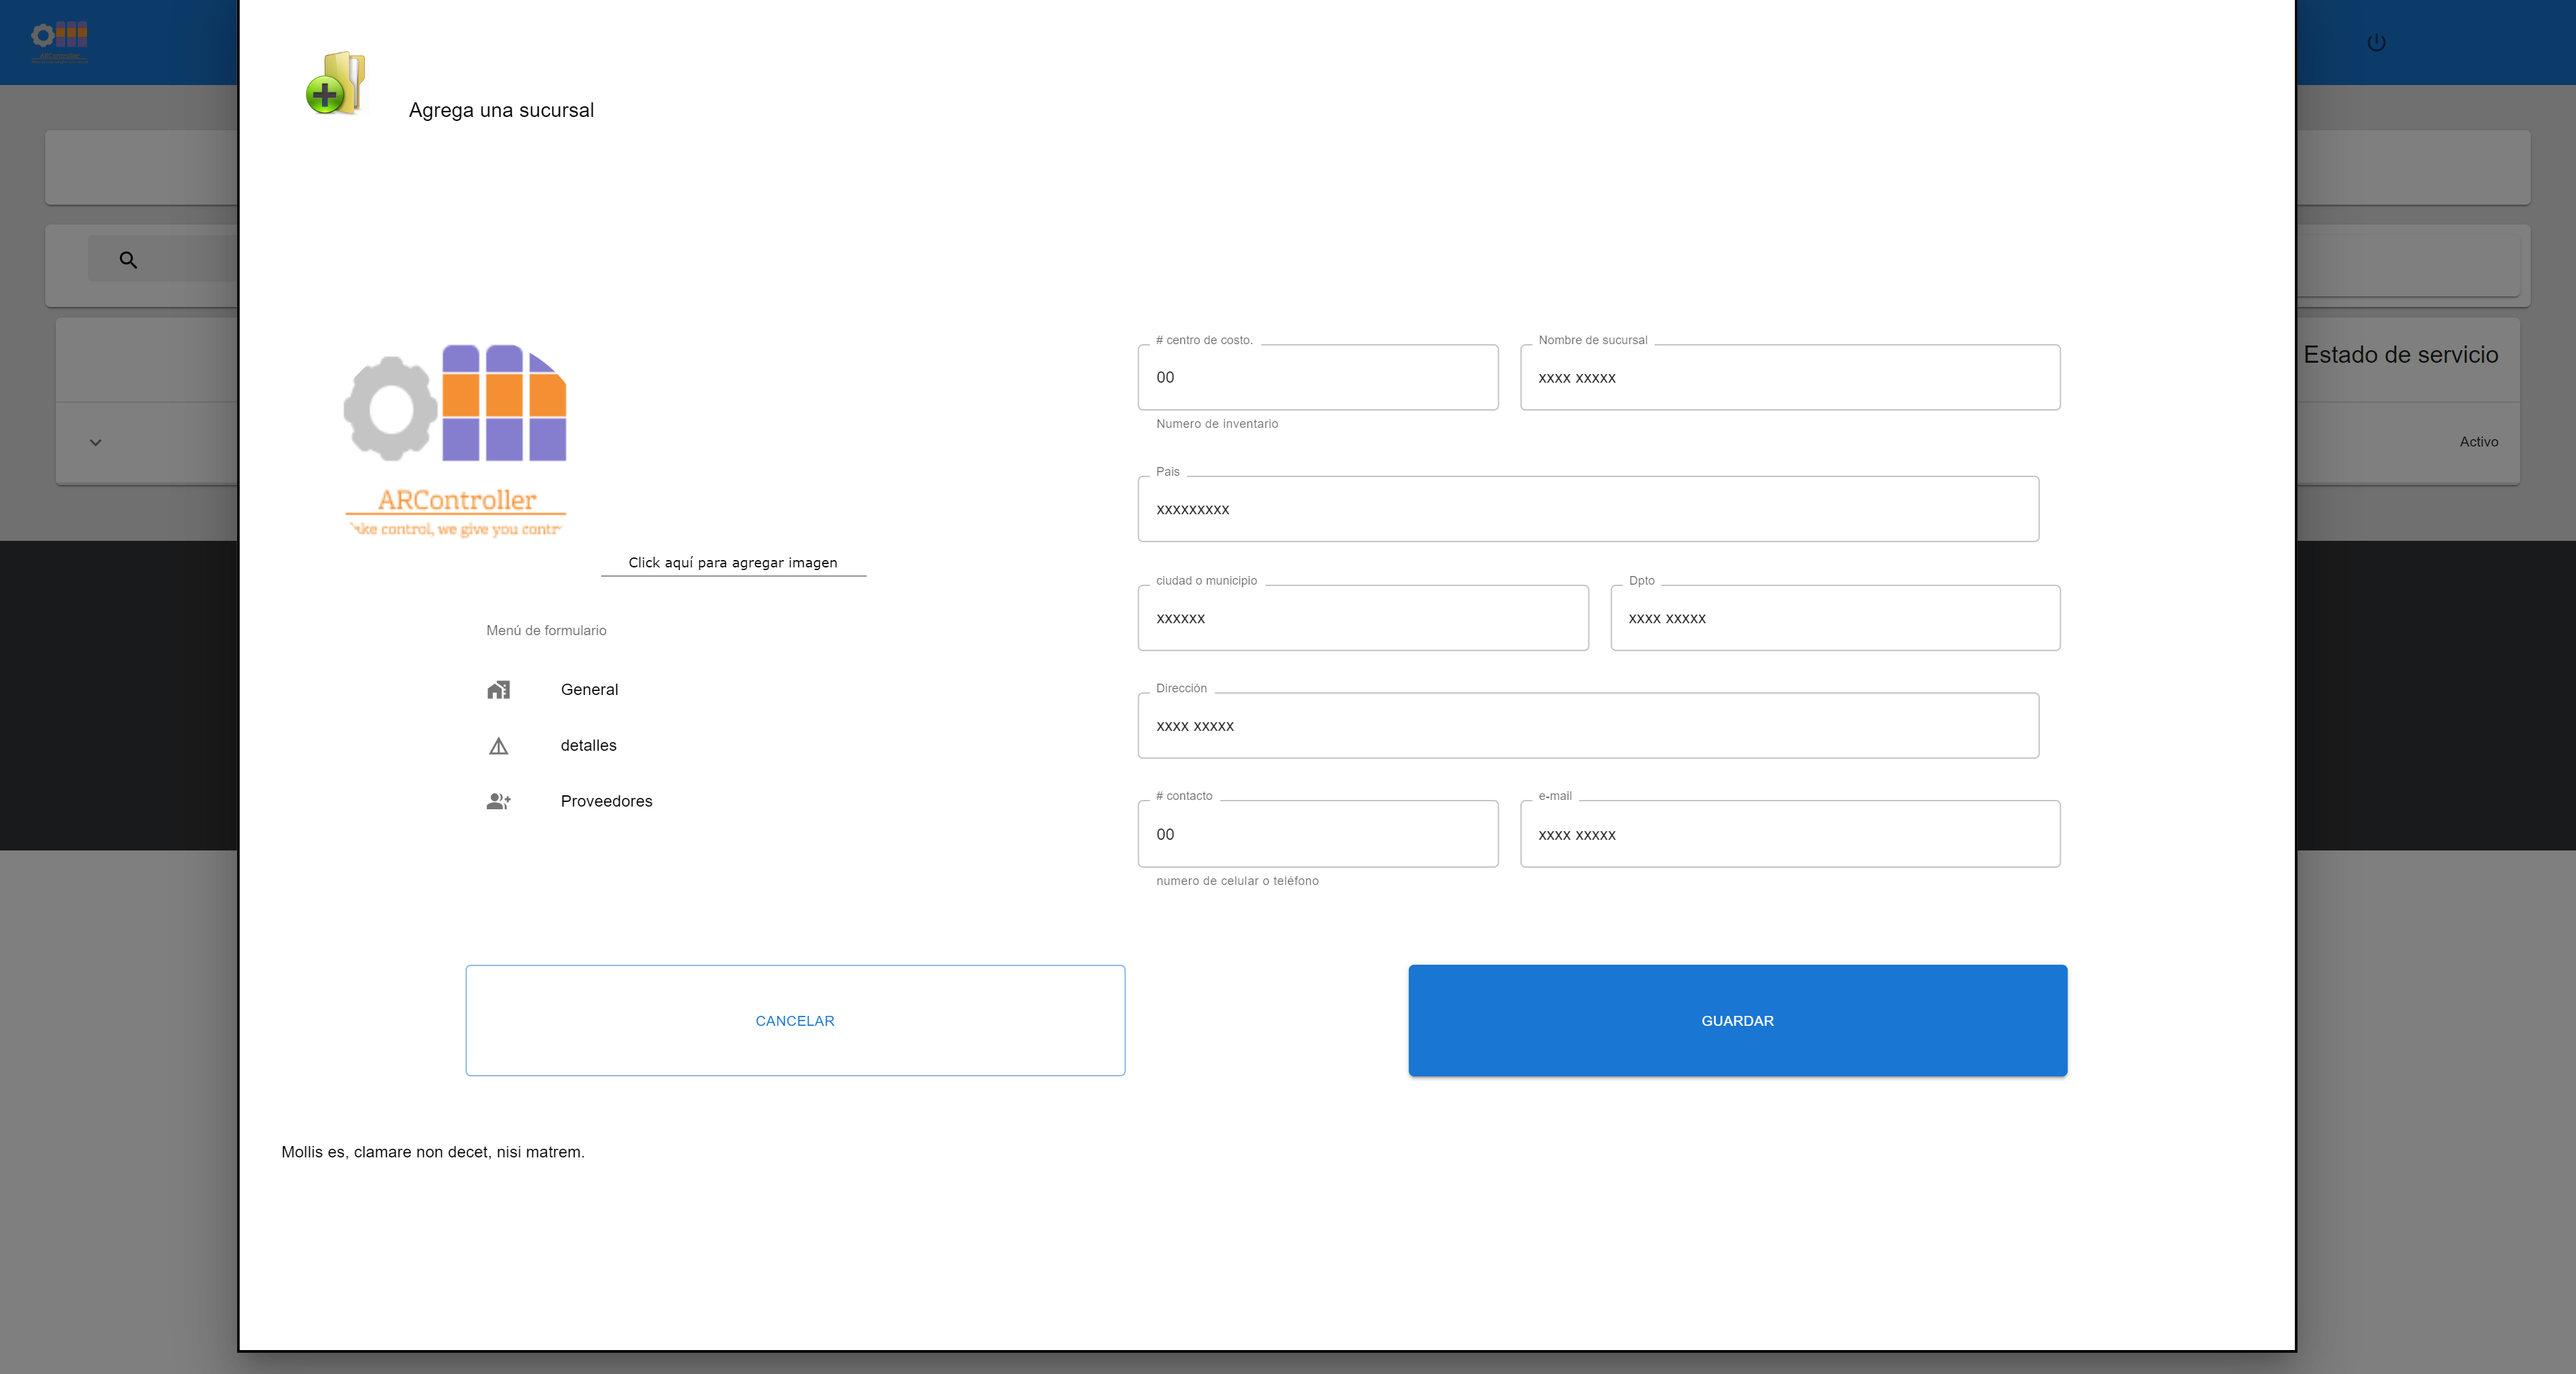 Agrega una sucursal
ARController
ke control, we give you contr
Click aquí para agregar imagen
Menú de formulario
General
detalles
Proveedores
# centro de costo.
00
Numero de inventario
Nombre de sucursal
xxxx xxxxx
Pais
xxxxxxxxx
ciudad o municipio
xxxxxx
Dpto
xxxx xxxxx
Dirección
xxxx xxxxx
# contacto
00
numero de celular o teléfono
e-mail
xxxx xxxxx
CANCELAR
GUARDAR
Mollis es, clamare non decet, nisi matrem.
Estado de servicio
Activo
ARController